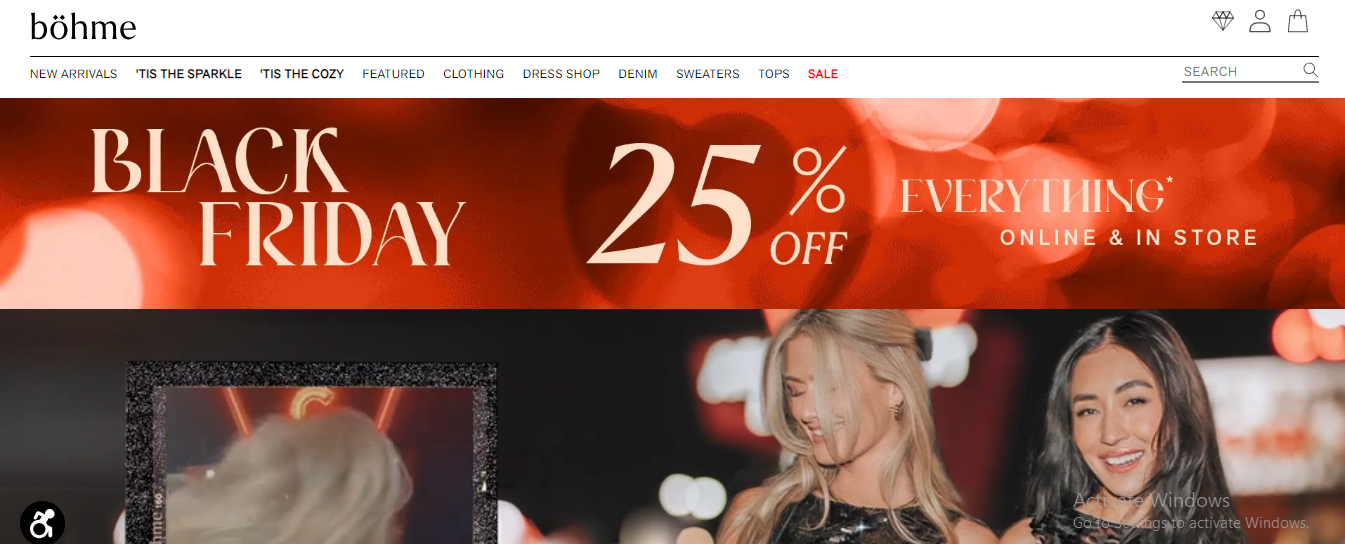 böhme
NEW ARRIVALS 'TIS THE SPARKLE 'TIS THE COZY FEATURED CLOTHING DRESS SHOP DENIM SWEATERS TOPS SALE
SEARCH
BLACK
FRIDAY
25%
OFF
EVERYTHING*
ONLINE & IN STORE
Activate Windows
Go to Settings to activate Windows.